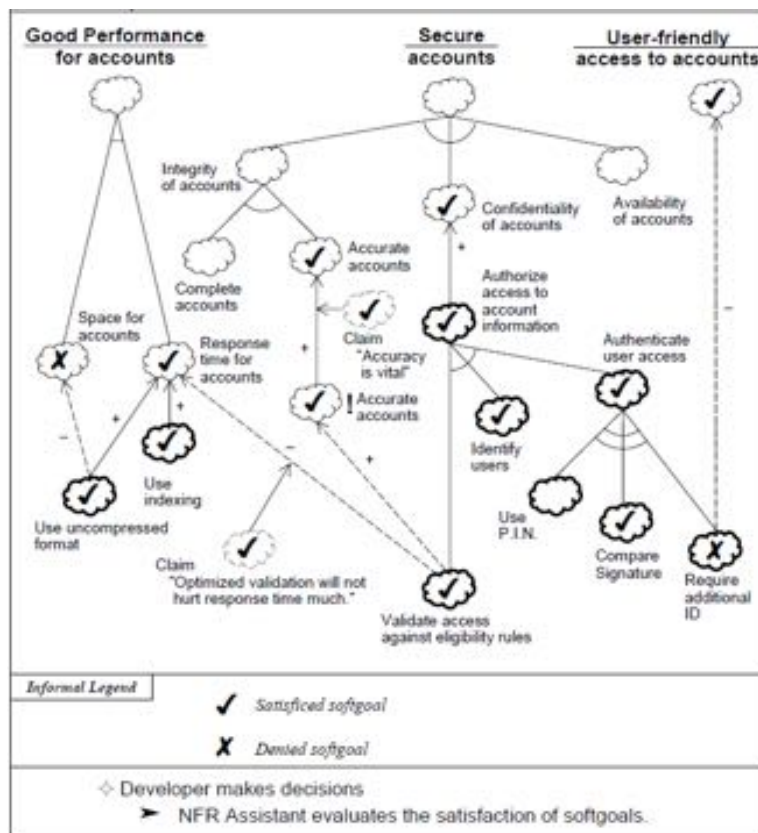 Good Performance
for accounts
Secure
accounts
User-friendly
access to accounts
Integrity
of accounts
Confidentiality
of accounts
Availability
of accounts
Complete
accounts
Accurate
accounts
+
Authorize
access to
account
information
Claim
"Accuracy
is vital"
+
Space for
accounts
Response
time for
accounts
Authenticate
user access
–
! Accurate
accounts
–
+
+
–
+
Identify
users
Use uncompressed
format
Use
indexing
Use
P.I.N.
Compare
Signature
Require
additional
ID
Claim
"Optimized validation will not
hurt response time much."
Validate access
against eligibility rules
Informal Legend
Satisficed softgoal
Denied softgoal
Developer makes decisions
NFR Assistant evaluates the satisfaction of softgoals.